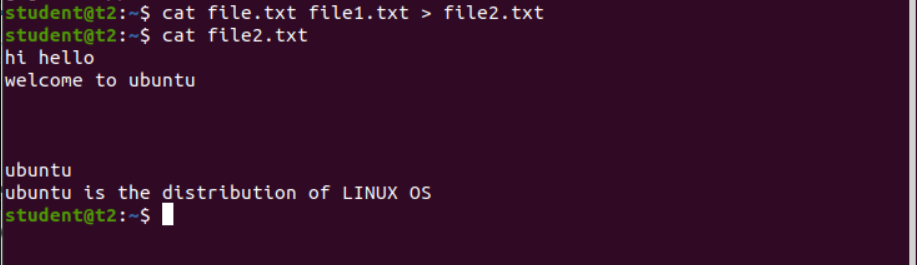 student@t2:~$ cat file.txt file1.txt > file2.txt
student@t2:~$ cat file2.txt
hi hello
welcome to ubuntu
ubuntu
ubuntu is the distribution of LINUX OS
student@t2:~$